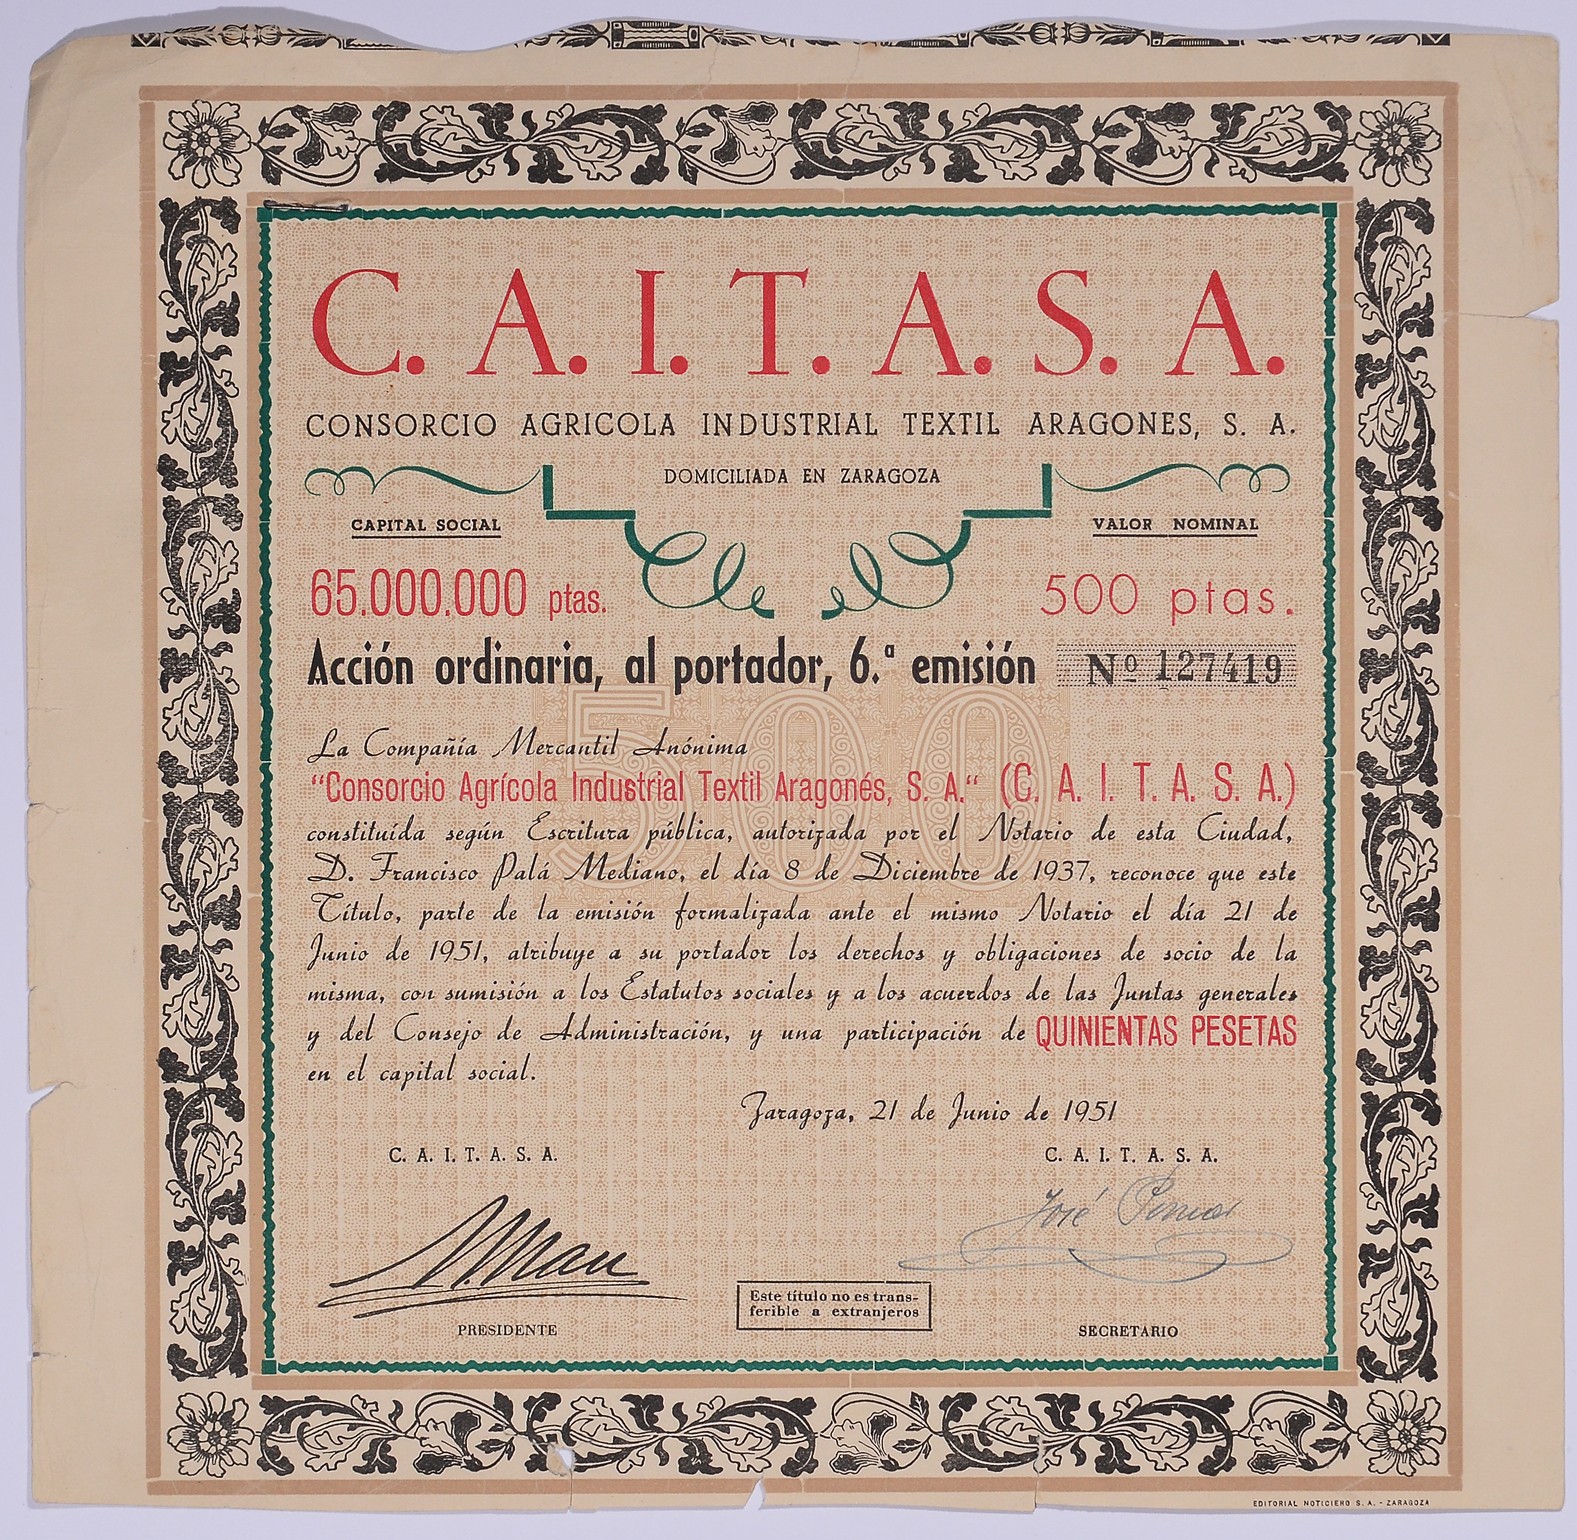 C. A. I. T. A. S. A.
CONSORCIO AGRICOLA INDUSTRIAL TEXTIL ARAGONES, S. A.
DOMICILIADA EN ZARAGOZA
CAPITAL SOCIAL
VALOR NOMINAL
65.000.000 ptas.
500 ptas.
Acción ordinaria, al portador, 6.ª emisión Nº 127419
500
La Compañía Mercantil Anónima
"Consorcio Agrícola Industrial Textil Aragonés, S. A." (C. A. I. T. A. S. A.)
constituída según Escritura pública, autorizada por el Notario de esta Ciudad,
D. Francisco Palá Mediano, el día 8 de Diciembre de 1937, reconoce que este
Título, parte de la emisión formalizada ante el mismo Notario el día 21 de
Junio de 1951, atribuye a su portador los derechos y obligaciones de socio de la
misma, con sumisión a los Estatutos sociales y a los acuerdos de las Juntas generales
y del Consejo de Administración, y una participación de QUINIENTAS PESETAS
en el capital social.
Zaragoza, 21 de Junio de 1951
C. A. I. T. A. S. A.
C. A. I. T. A. S. A.
José
Este título no es trans-
ferible a extranjeros
PRESIDENTE
SECRETARIO
EDITORIAL NOTICIERO S. A. - ZARAGOZA